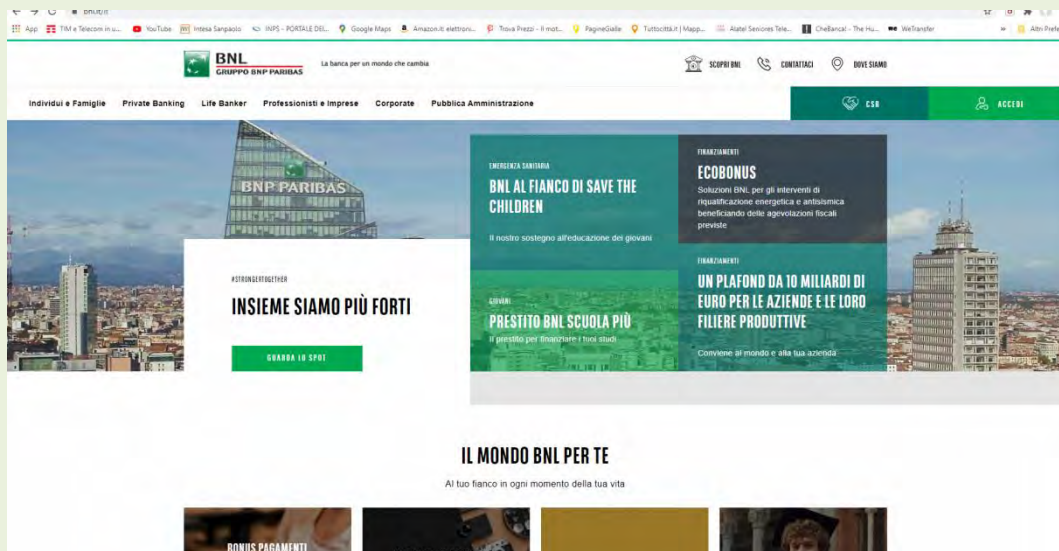 bnl.it/it
App TIM e Telecom in u... YouTube Intesa Sanpaolo INPS - PORTALE DEL... Google Maps Amazon.it: elettroni... Trova Prezzi - Il mot... PagineGialle Tuttocittà.it | Mapp... Alatel Seniores Tele... CheBanca! - The Hu... WeTransfer » Altri Prefe
BNL
GRUPPO BNP PARIBAS
La banca per un mondo che cambia
SCOPRI BNL CONTATTACI DOVE SIAMO
Individui e Famiglie Private Banking Life Banker Professionisti e Imprese Corporate Pubblica Amministrazione
CSB ACCEDI
BNP PARIBAS
#STRONGERTOGETHER
INSIEME SIAMO PIÙ FORTI
GUARDA LO SPOT
EMERGENZA SANITARIA
BNL AL FIANCO DI SAVE THE
CHILDREN
Il nostro sostegno all'educazione dei giovani
FINANZIAMENTI
ECOBONUS
Soluzioni BNL per gli interventi di
riqualificazione energetica e antisismica
beneficiando delle agevolazioni fiscali
previste
GIOVANI
PRESTITO BNL SCUOLA PIÙ
Il prestito per finanziare i tuoi studi
FINANZIAMENTI
UN PLAFOND DA 10 MILIARDI DI
EURO PER LE AZIENDE E LE LORO
FILIERE PRODUTTIVE
Conviene al mondo e alla tua azienda
IL MONDO BNL PER TE
Al tuo fianco in ogni momento della tua vita
BONUS PAGAMENTI